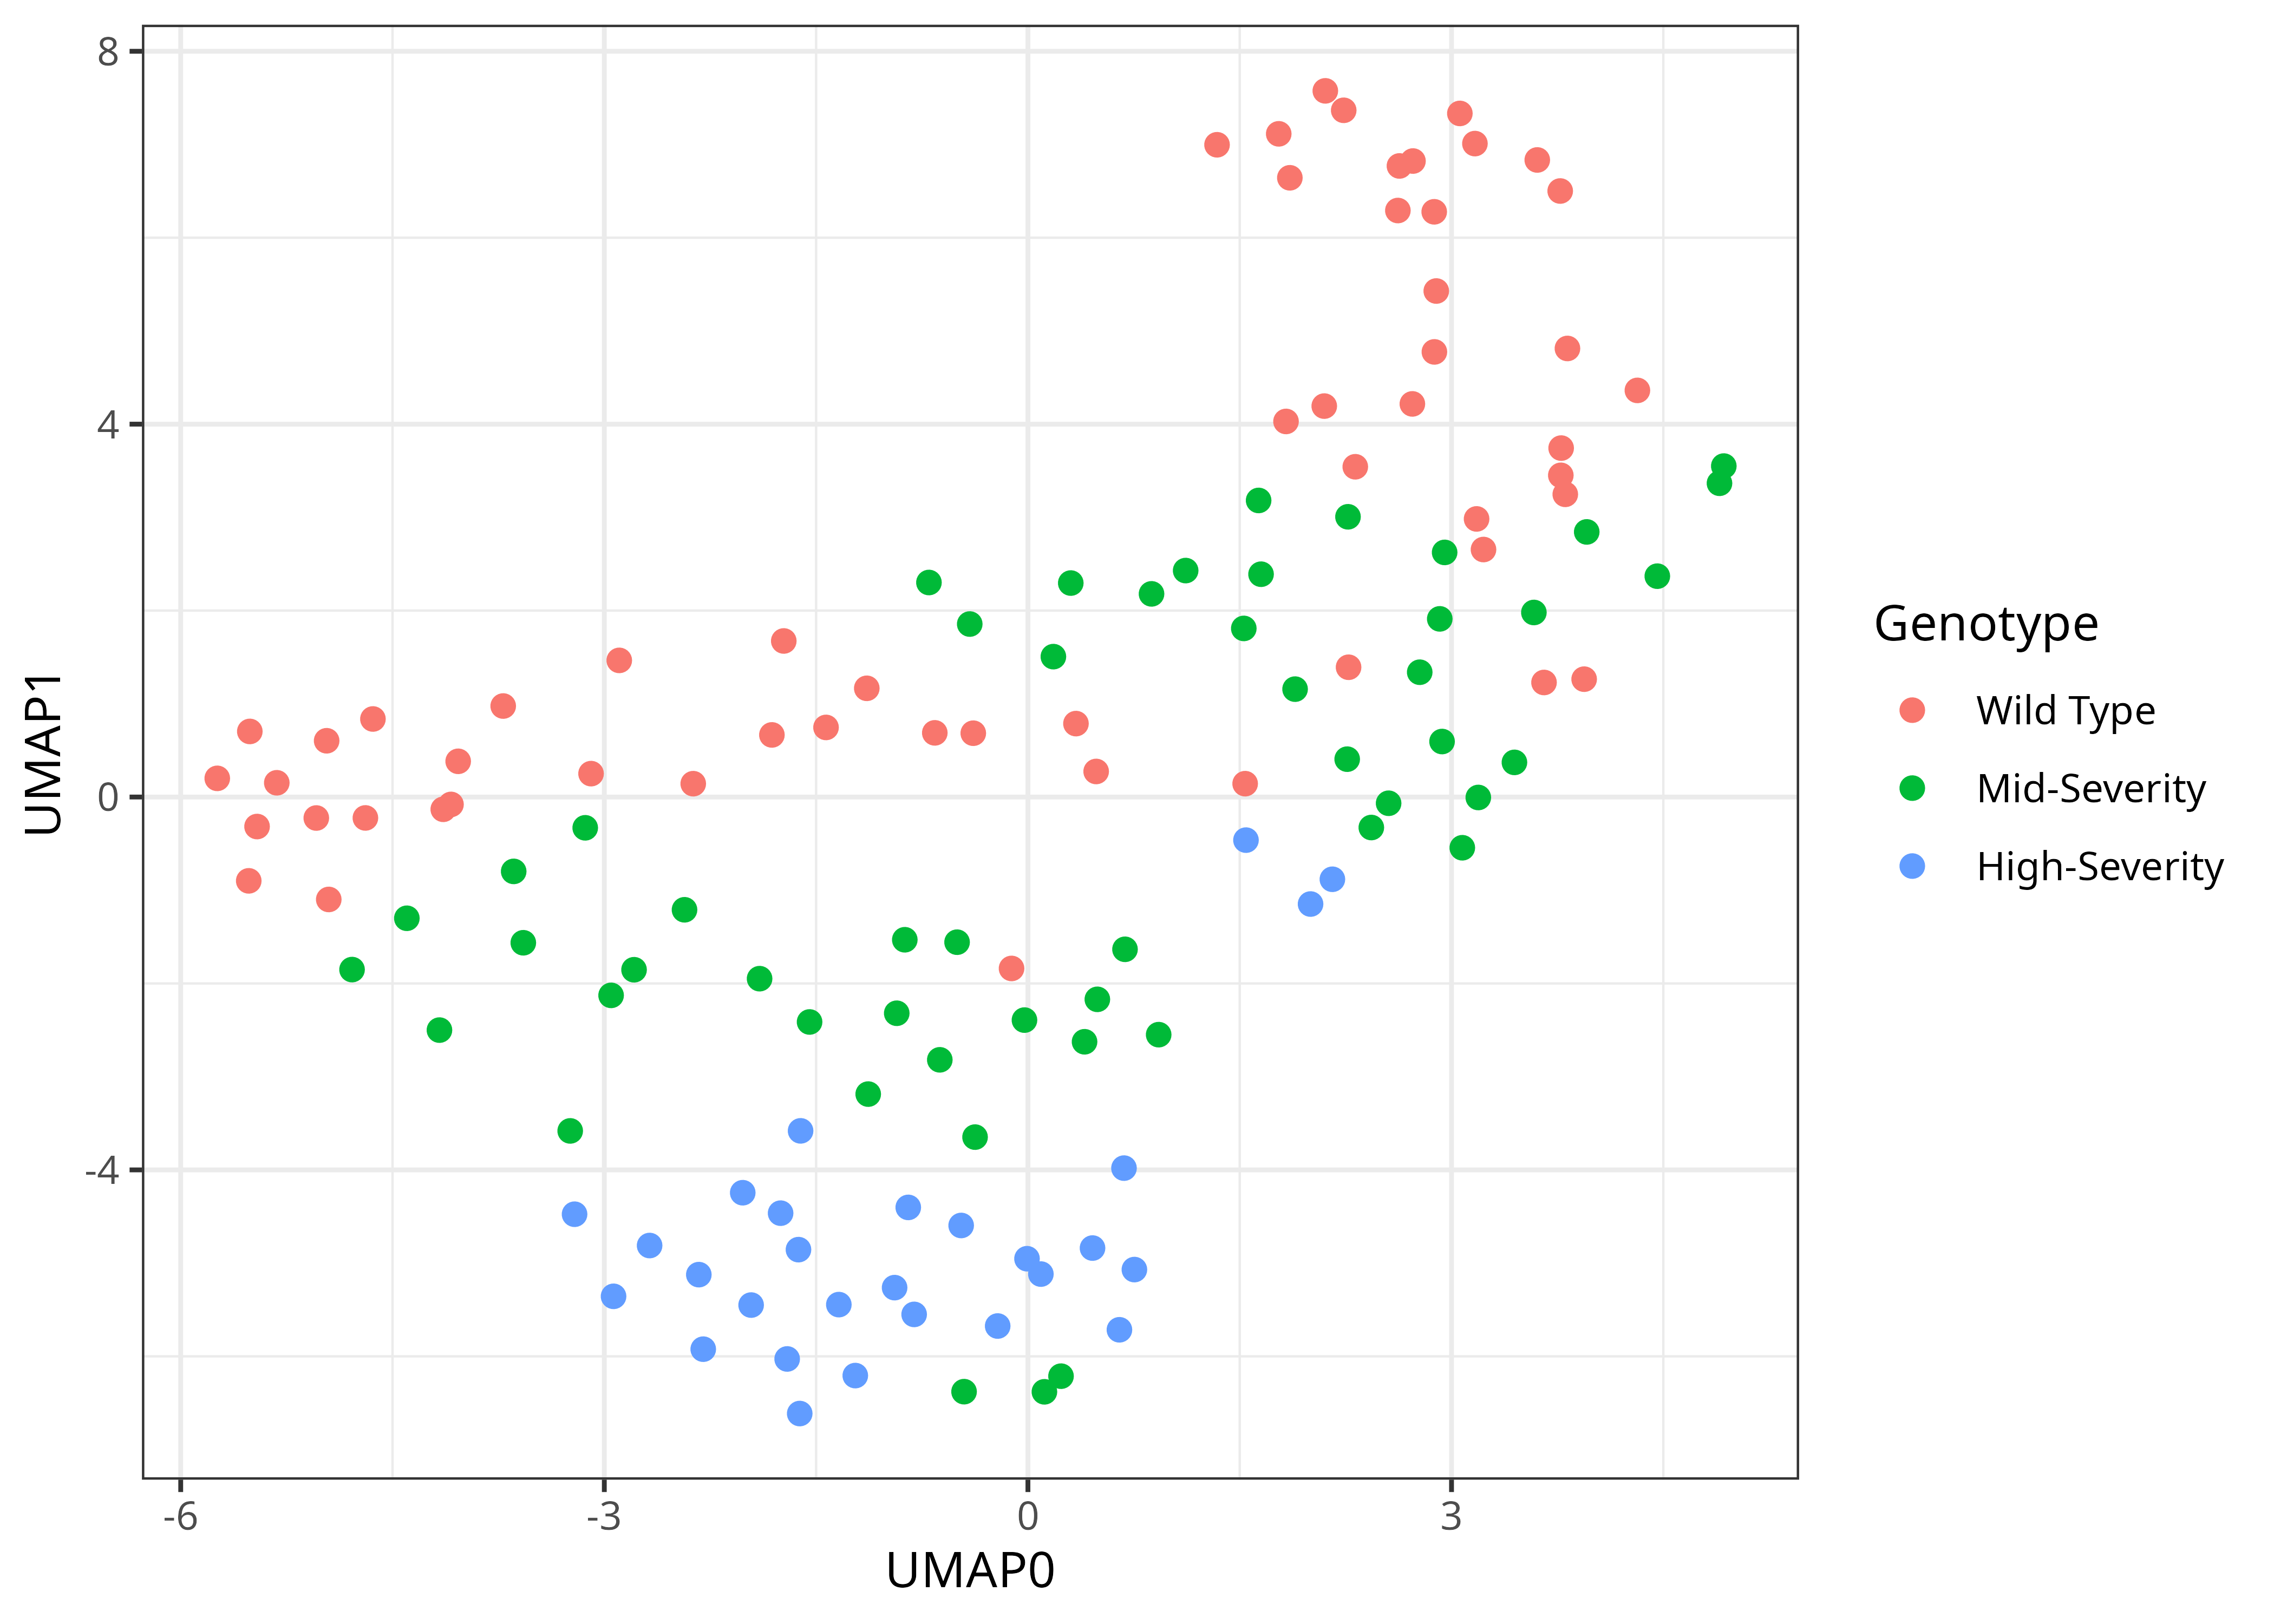 8
4
0
-4
-6
-3
0
3
UMAP1
UMAP0
Genotype
Wild Type
Mid-Severity
High-Severity